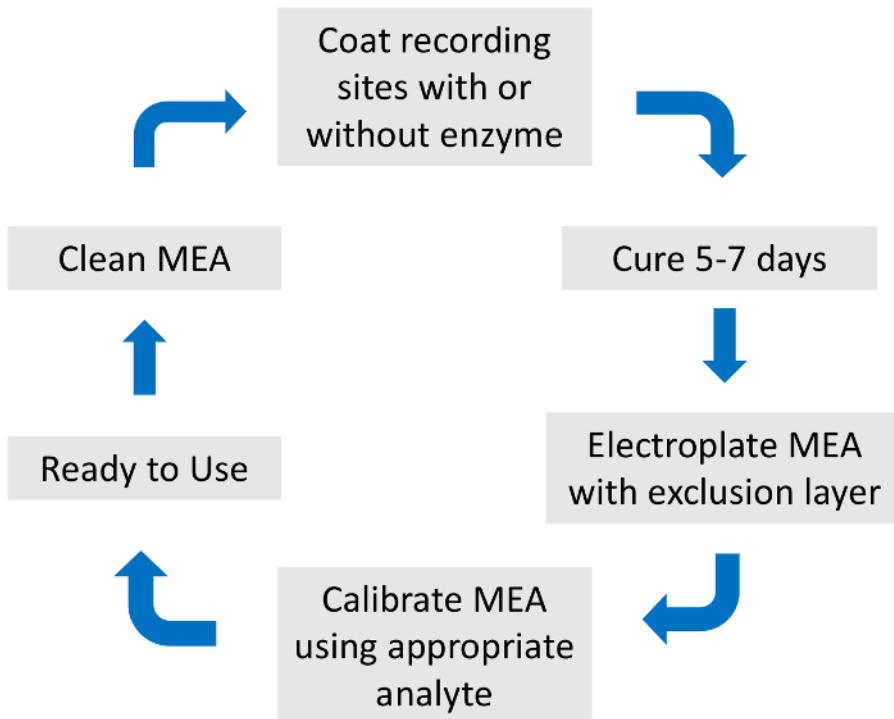 Coat recording
sites with or
without enzyme
Cure 5-7 days
Electroplate MEA
with exclusion layer
Calibrate MEA
using appropriate
analyte
Ready to Use
Clean MEA